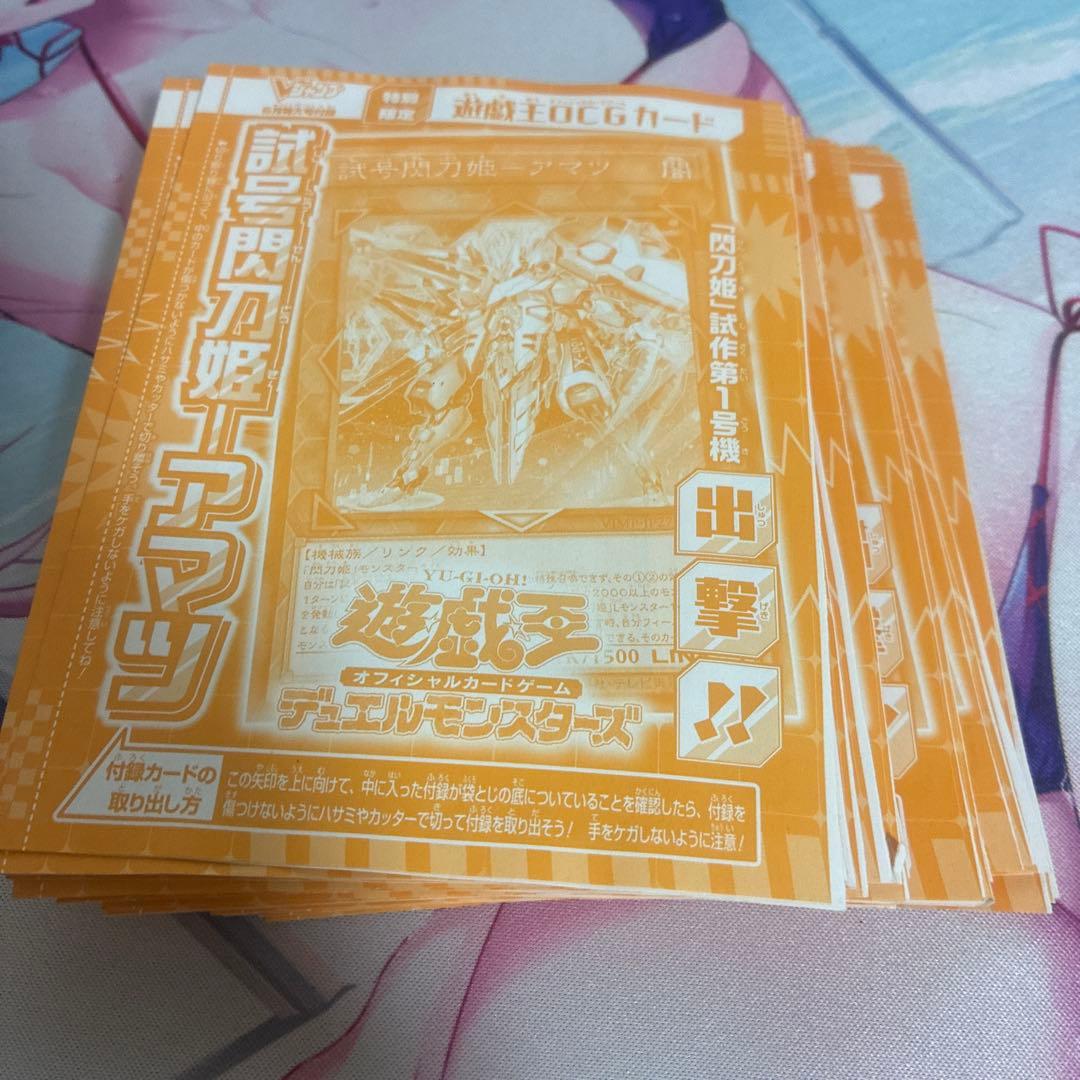 Vジャンプ
特別
限定
遊戯王OCGカード
試号閃刀姫－アマツ
試号閃刀姫－アマツ
闇
「閃刀姫」試作第1号機
出
撃
!!
【機械族／リンク／効果】
YU-GI-OH!
遊戯王
オフィシャルカードゲーム
デュエルモンスターズ
1500
付録カードの
取り出し方
この矢印を上に向けて、中に入った付録が袋とじの底についていることを確認したら、付録を
傷つけないようにハサミやカッターで切って付録を取り出そう！ 手をケガしないように注意！